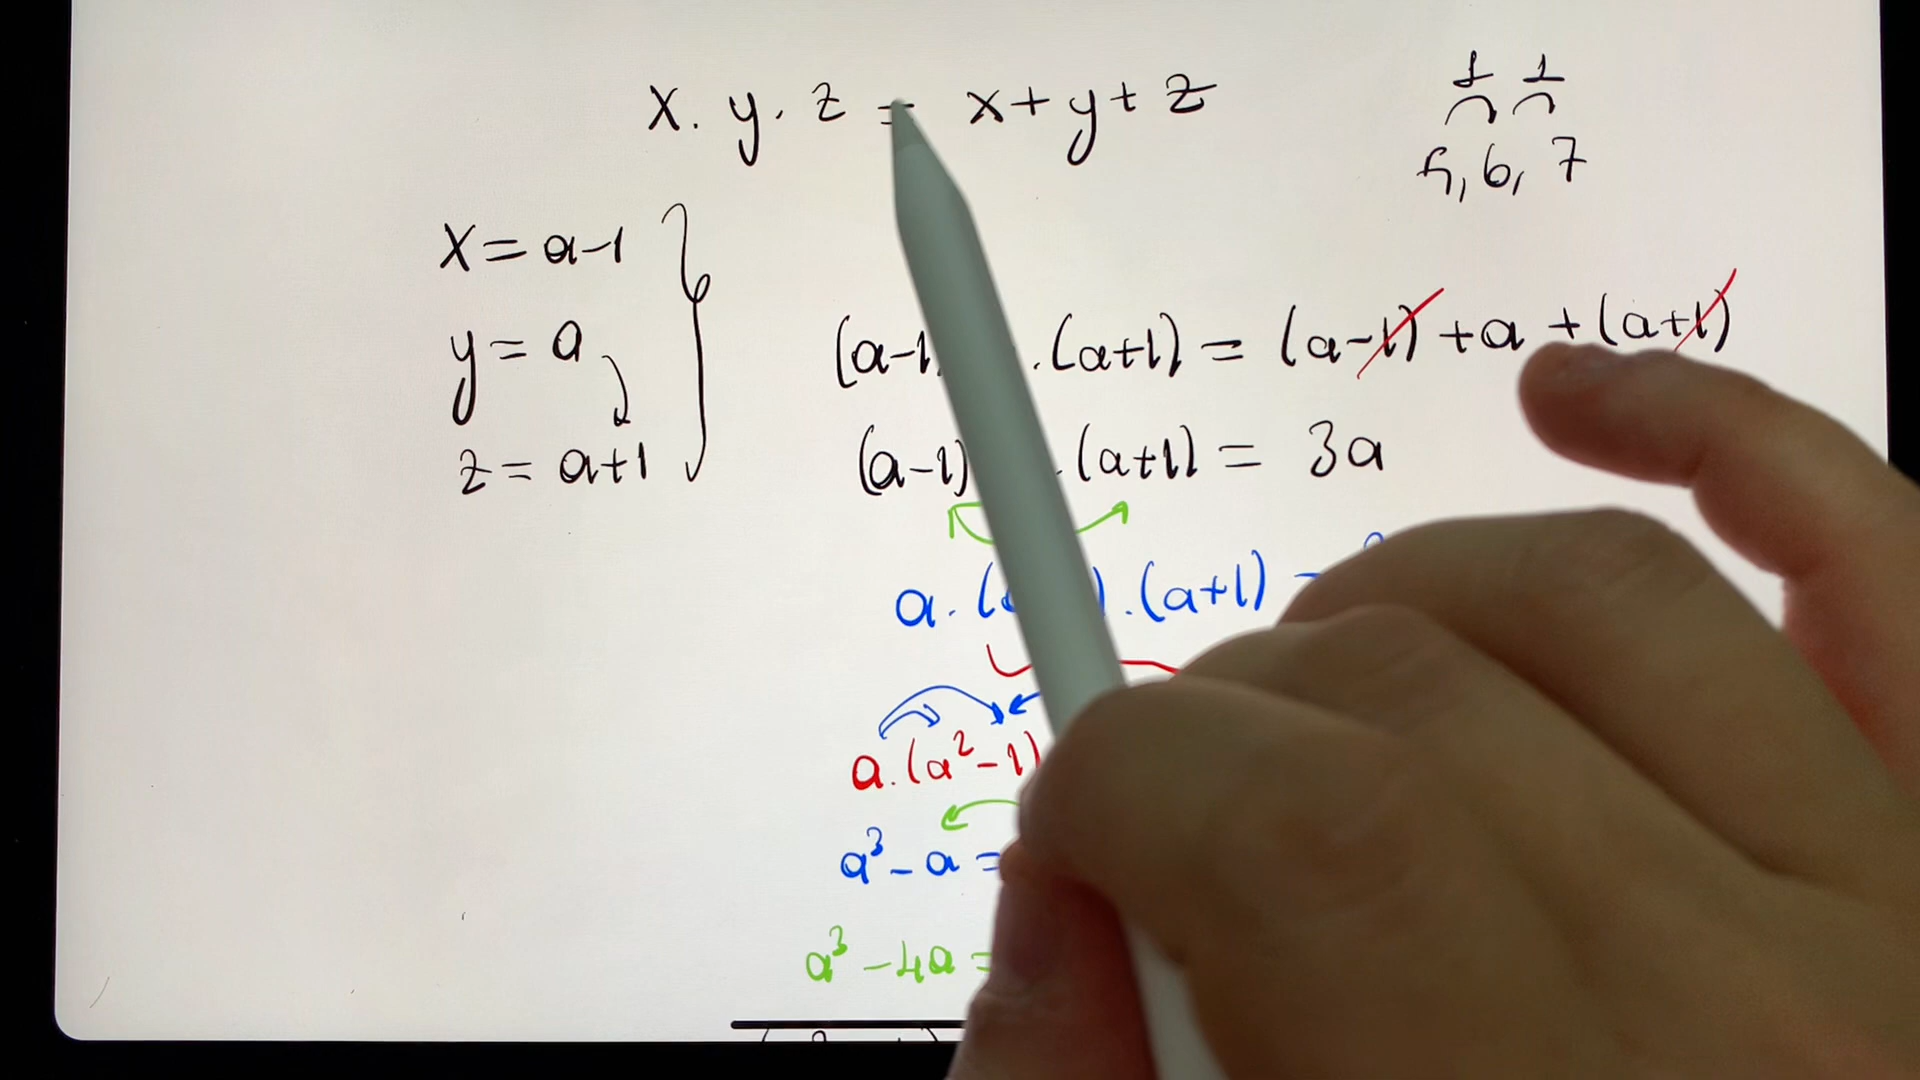 x. y. z = x+y+z
1 1
5, 6, 7
x = a-1
y = a
z = a+1
(a-1) .(a+1) = (a-1) +a +(a+1)
(a-1) .(a+1) = 3a
a. ( ).(a+1) =
a.(a²-1)
a³ - a =
a³ - 4a =